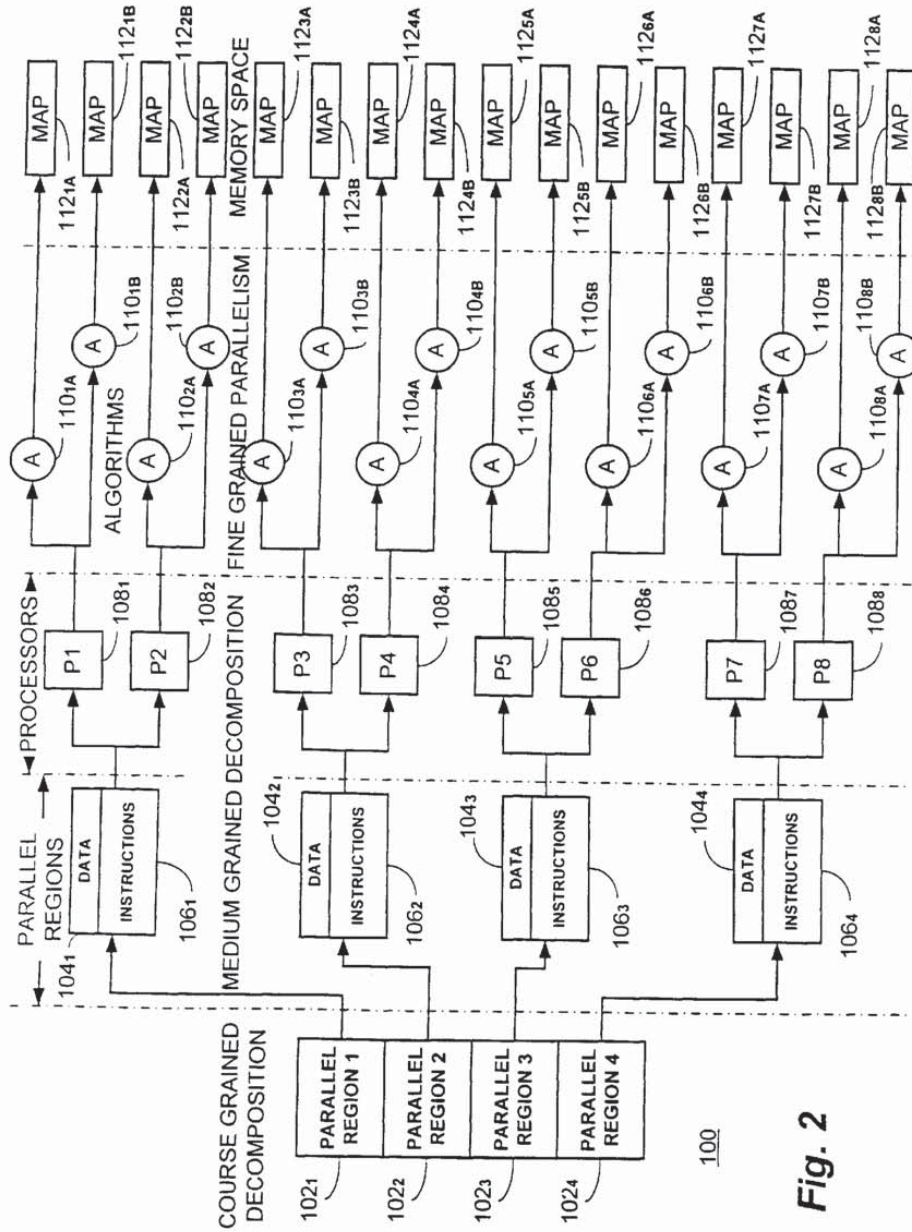 COURSE GRAINED
DECOMPOSITION
PARALLEL
REGIONS
PROCESSORS
MEDIUM GRAINED DECOMPOSITION
ALGORITHMS
FINE GRAINED PARALLELISM
MEMORY SPACE
PARALLEL
REGION 1
PARALLEL
REGION 2
PARALLEL
REGION 3
PARALLEL
REGION 4
102₁
102₂
102₃
102₄
104₁
DATA
INSTRUCTIONS
106₁
104₂
DATA
INSTRUCTIONS
106₂
104₃
DATA
INSTRUCTIONS
106₃
104₄
DATA
INSTRUCTIONS
106₄
P1
108₁
P2
108₂
P3
108₃
P4
108₄
P5
108₅
P6
108₆
P7
108₇
P8
108₈
A
110₁A
A
110₁B
A
110₂A
A
110₂B
A
110₃A
A
110₃B
A
110₄A
A
110₄B
A
110₅A
A
110₅B
A
110₆A
A
110₆B
A
110₇A
A
110₇B
A
110₈A
A
110₈B
MAP
112₁A
MAP
112₁B
MAP
112₂A
MAP
112₂B
MAP
112₃A
MAP
112₃B
MAP
112₄A
MAP
112₄B
MAP
112₅A
MAP
112₅B
MAP
112₆A
MAP
112₆B
MAP
112₇A
MAP
112₇B
MAP
112₈A
MAP
112₈B
100
Fig. 2